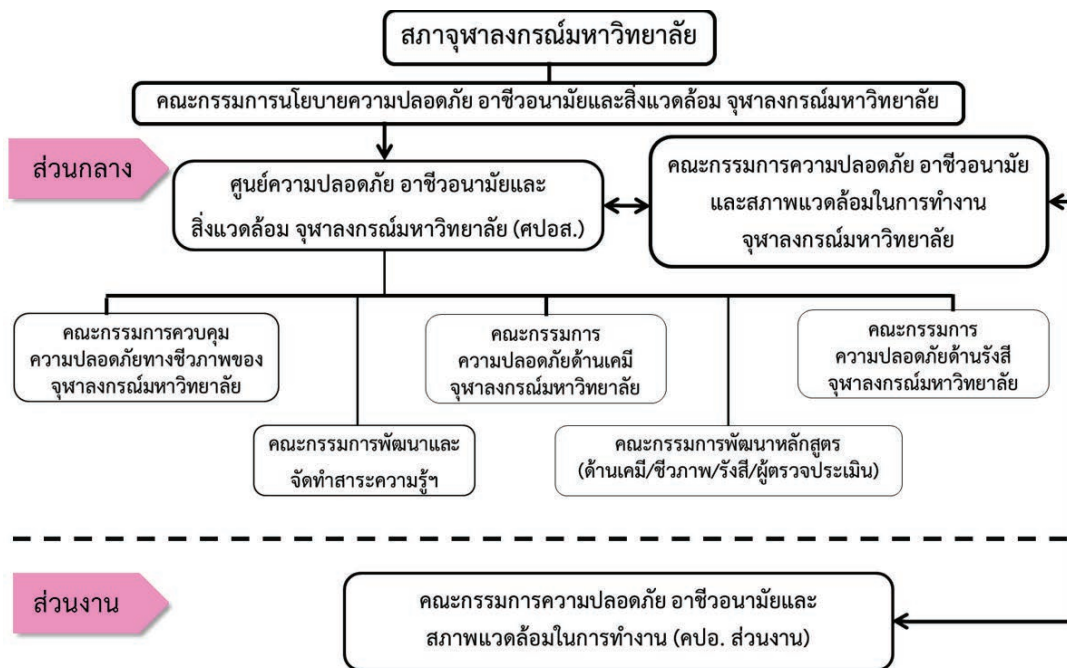 สภาจุฬาลงกรณ์มหาวิทยาลัย
คณะกรรมการนโยบายความปลอดภัย อาชีวอนามัยและสิ่งแวดล้อม จุฬาลงกรณ์มหาวิทยาลัย
ส่วนกลาง
ศูนย์ความปลอดภัย อาชีวอนามัยและ
สิ่งแวดล้อม จุฬาลงกรณ์มหาวิทยาลัย (ศปอส.)
คณะกรรมการความปลอดภัย อาชีวอนามัย
และสภาพแวดล้อมในการทำงาน
จุฬาลงกรณ์มหาวิทยาลัย
คณะกรรมการควบคุม
ความปลอดภัยทางชีวภาพของ
จุฬาลงกรณ์มหาวิทยาลัย
คณะกรรมการ
ความปลอดภัยด้านเคมี
จุฬาลงกรณ์มหาวิทยาลัย
คณะกรรมการ
ความปลอดภัยด้านรังสี
จุฬาลงกรณ์มหาวิทยาลัย
คณะกรรมการพัฒนาและ
จัดทำสาระความรู้ฯ
คณะกรรมการพัฒนาหลักสูตร
(ด้านเคมี/ชีวภาพ/รังสี/ผู้ตรวจประเมิน)
ส่วนงาน
คณะกรรมการความปลอดภัย อาชีวอนามัยและ
สภาพแวดล้อมในการทำงาน (คปอ. ส่วนงาน)